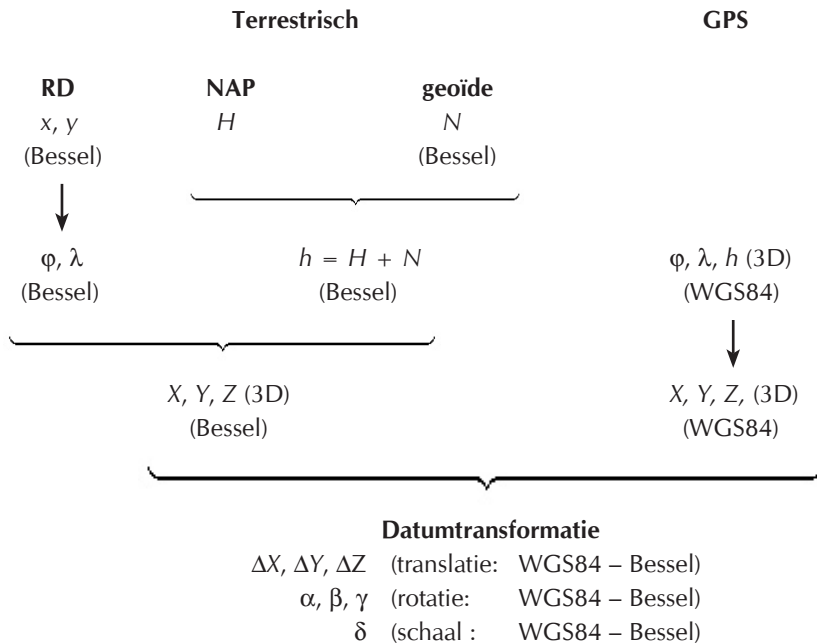 Terrestrisch GPS
RD NAP geoïde
x, y H N
(Bessel) (Bessel)
φ, λ h = H + N φ, λ, h (3D)
(Bessel) (Bessel) (WGS84)
X, Y, Z (3D) X, Y, Z, (3D)
(Bessel) (WGS84)
Datumtransformatie
ΔX, ΔY, ΔZ (translatie: WGS84 – Bessel)
α, β, γ (rotatie: WGS84 – Bessel)
δ (schaal : WGS84 – Bessel)